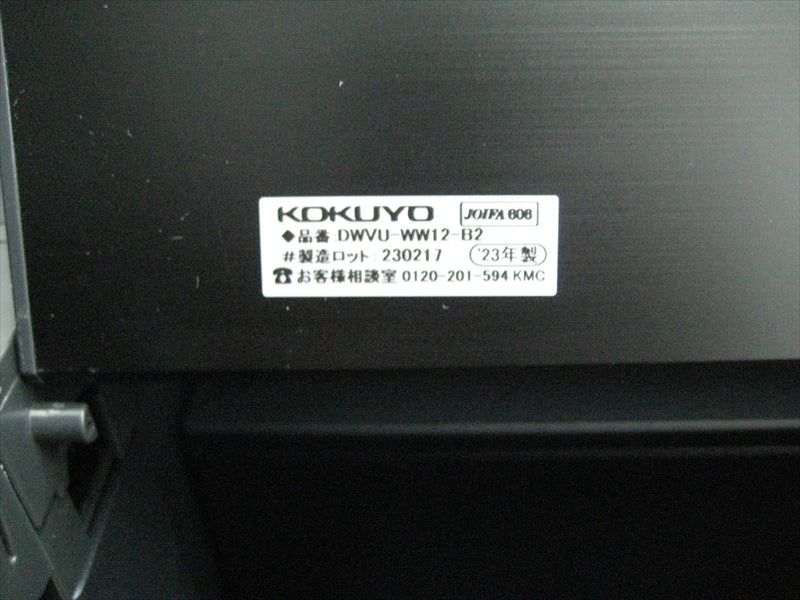 KOKUYO JOIFA 606
◆品番 DWVU-WW12-B2
#製造ロット: 230217 '23年製
☎お客様相談室 0120-201-594 KMC